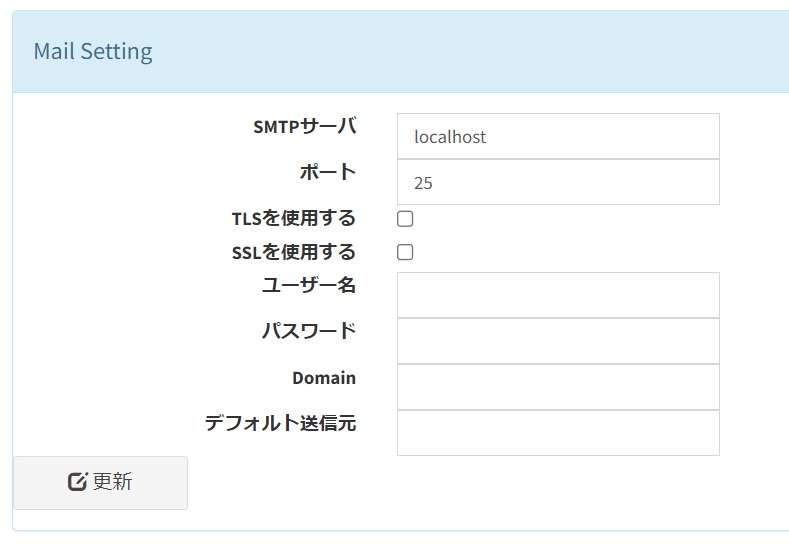 Mail Setting
SMTPサーバ
localhost
ポート
25
TLSを使用する
SSLを使用する
ユーザー名
パスワード
Domain
デフォルト送信元
更新